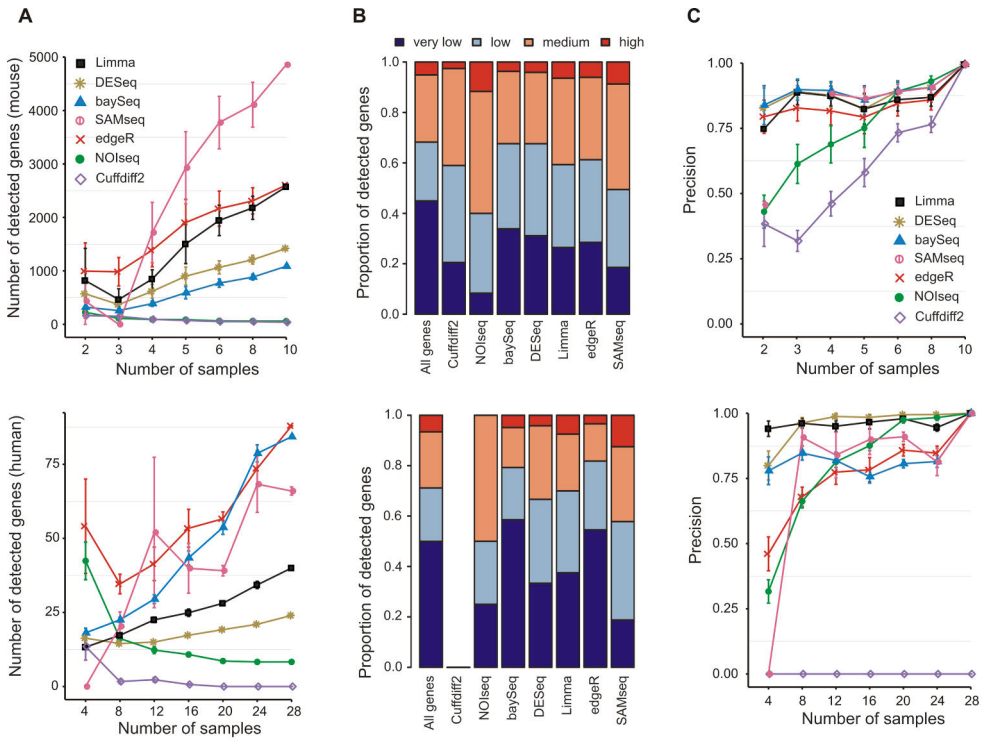 A
B
C
Number of detected genes (mouse)
5000
4000
3000
2000
1000
0
Limma
DESeq
baySeq
SAMseq
edgeR
NOIseq
Cuffdiff2
2 3 4 5 6 8 10
Number of samples
very low low medium high
Proportion of detected genes
1.0
0.8
0.6
0.4
0.2
0.0
All genes
Cuffdiff2
NOIseq
baySeq
DESeq
Limma
edgeR
SAMseq
Precision
1.00
0.75
0.50
0.25
0.00
Limma
DESeq
baySeq
SAMseq
edgeR
NOIseq
Cuffdiff2
2 3 4 5 6 8 10
Number of samples
Number of detected genes (human)
75
50
25
0
4 8 12 16 20 24 28
Number of samples
Proportion of detected genes
1.0
0.8
0.6
0.4
0.2
0.0
All genes
Cuffdiff2
NOIseq
baySeq
DESeq
Limma
edgeR
SAMseq
Precision
1.00
0.75
0.50
0.25
0.00
4 8 12 16 20 24 28
Number of samples